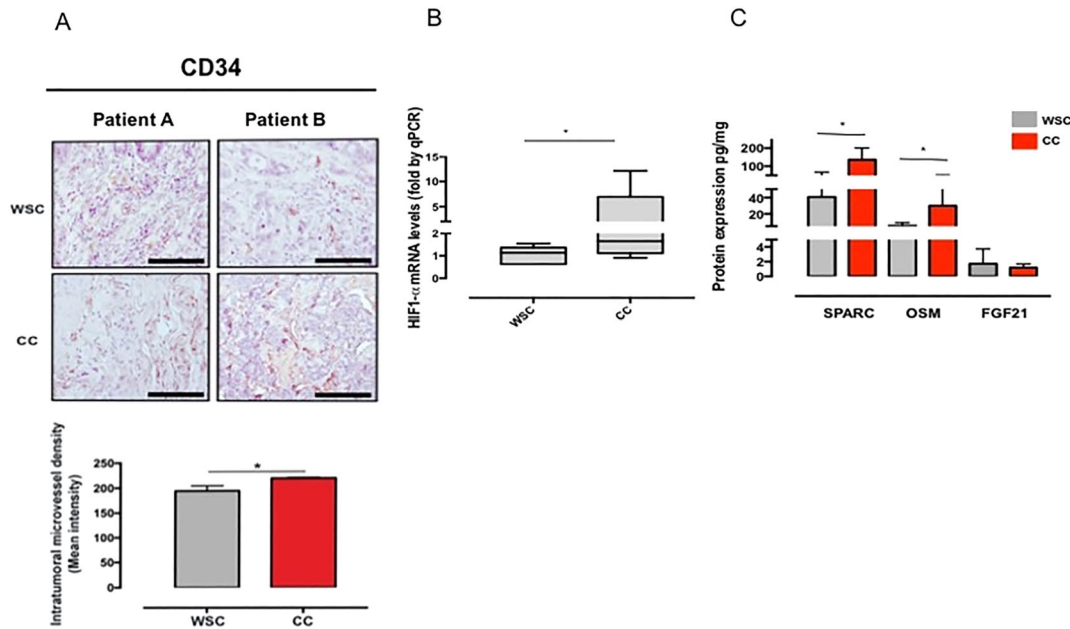 A
CD34
Patient A
Patient B
WSC
CC
Intratumoral microvessel density
(Mean intensity)
250
200
150
100
50
0
*
WSC
CC
B
HIF1-α mRNA levels (fold by qPCR)
15
10
5
2
1
0
*
WSC
CC
C
WSC
CC
Protein expression pg/mg
200
100
40
20
4
2
0
*
*
SPARC
OSM
FGF21